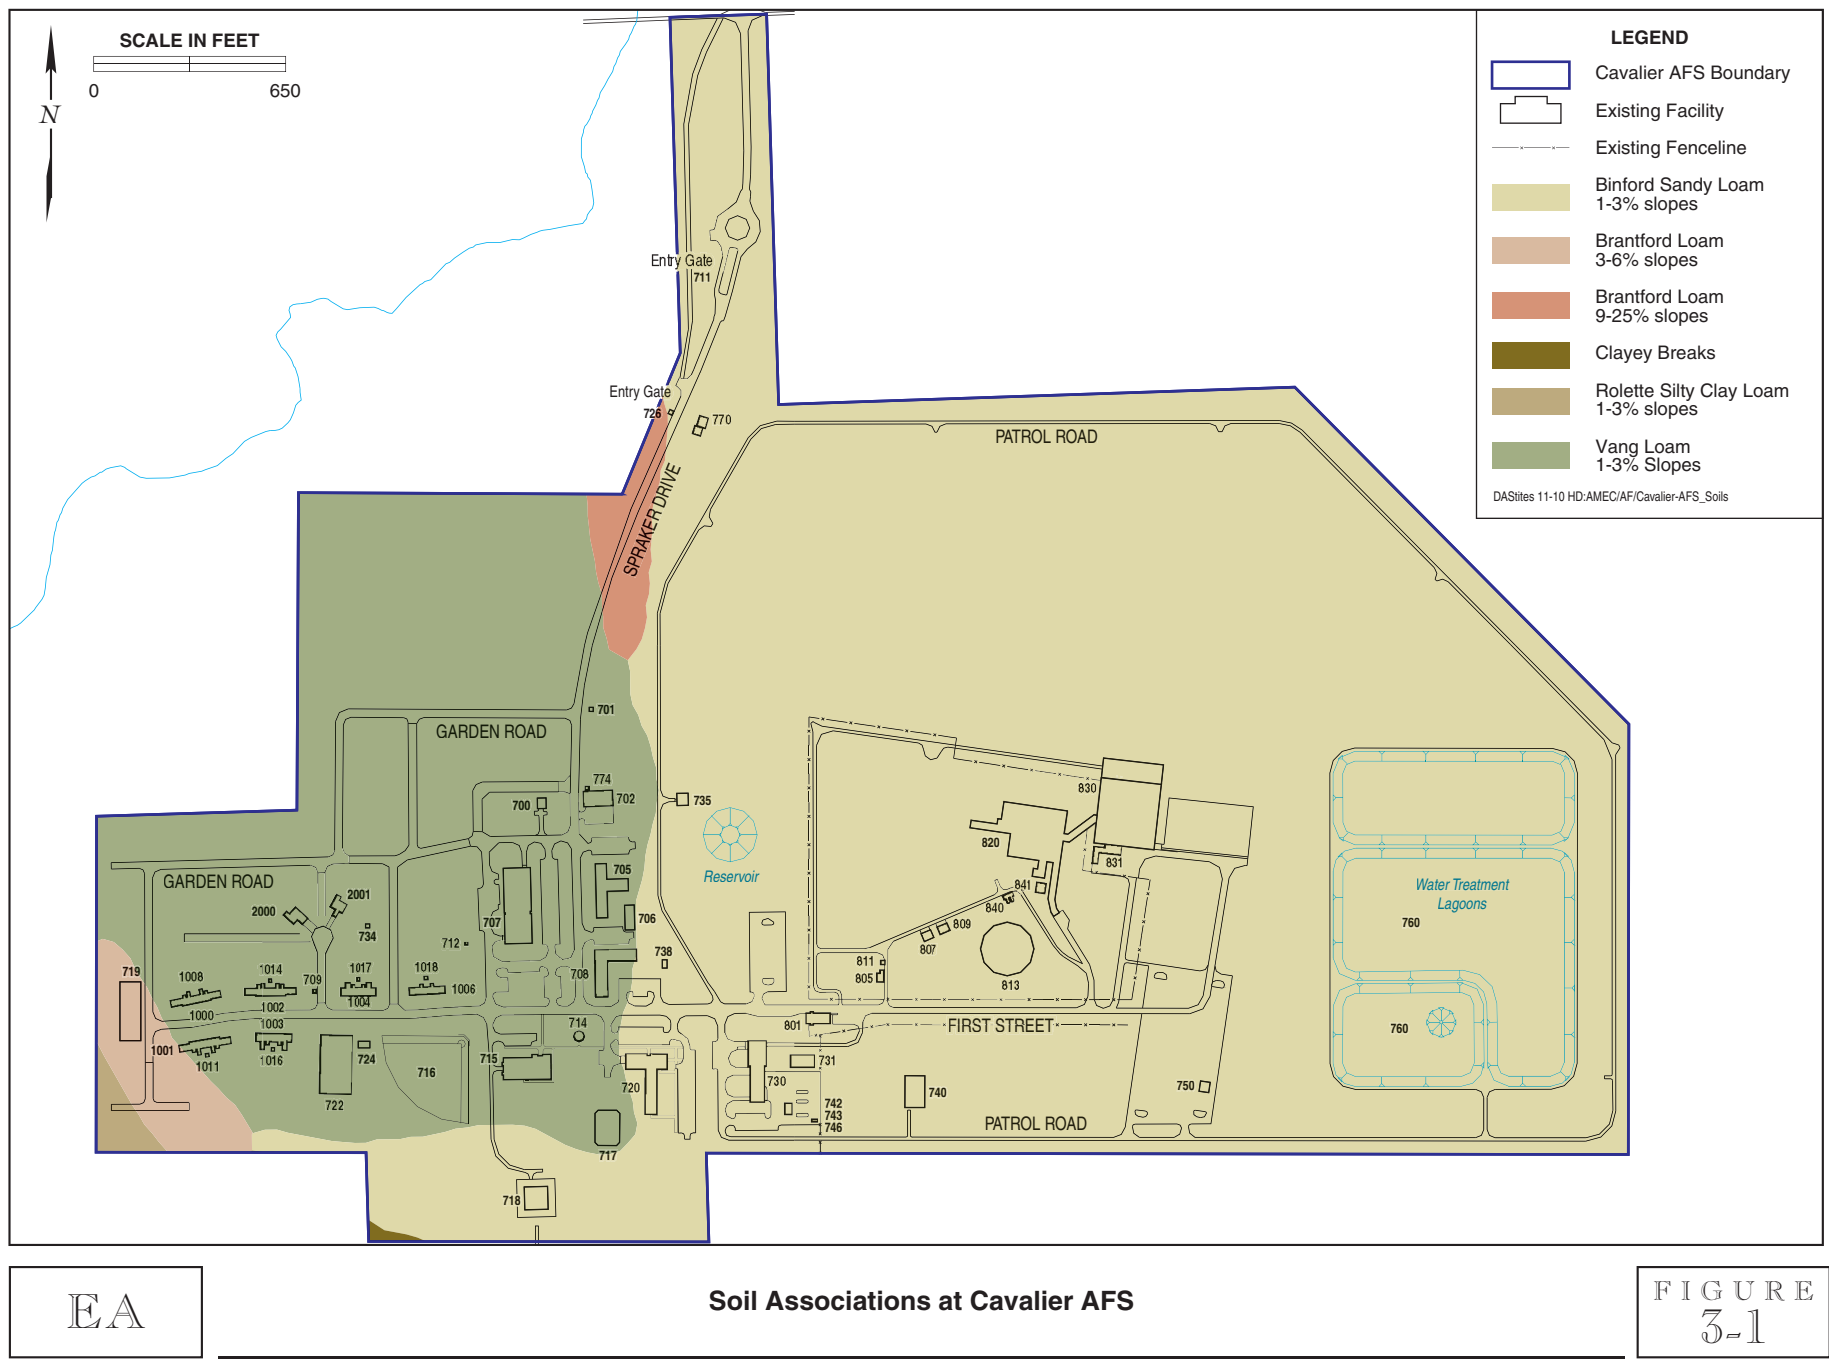 SCALE IN FEET
0 650
N
LEGEND
Cavalier AFS Boundary
Existing Facility
Existing Fenceline
Binford Sandy Loam
1-3% slopes
Brantford Loam
3-6% slopes
Brantford Loam
9-25% slopes
Clayey Breaks
Rolette Silty Clay Loam
1-3% slopes
Vang Loam
1-3% Slopes
DAStites 11-10 HD:AMEC/AF/Cavalier-AFS_Soils
Entry Gate
711
Entry Gate
726
770
PATROL ROAD
SPRAKER DRIVE
701
GARDEN ROAD
774
700
702
735
830
820
831
Reservoir
705
GARDEN ROAD
841
840
Water Treatment
Lagoons
760
2001
2000
734
712
707
706
809
807
738
719
1008
1014
709
1017
1018
708
811
805
813
1006
1002
1004
1000
1003
714
801
FIRST STREET
760
1001
1011
1016
724
715
716
720
731
730
740
750
722
742
743
746
PATROL ROAD
717
718
EA
Soil Associations at Cavalier AFS
FIGURE
3-1